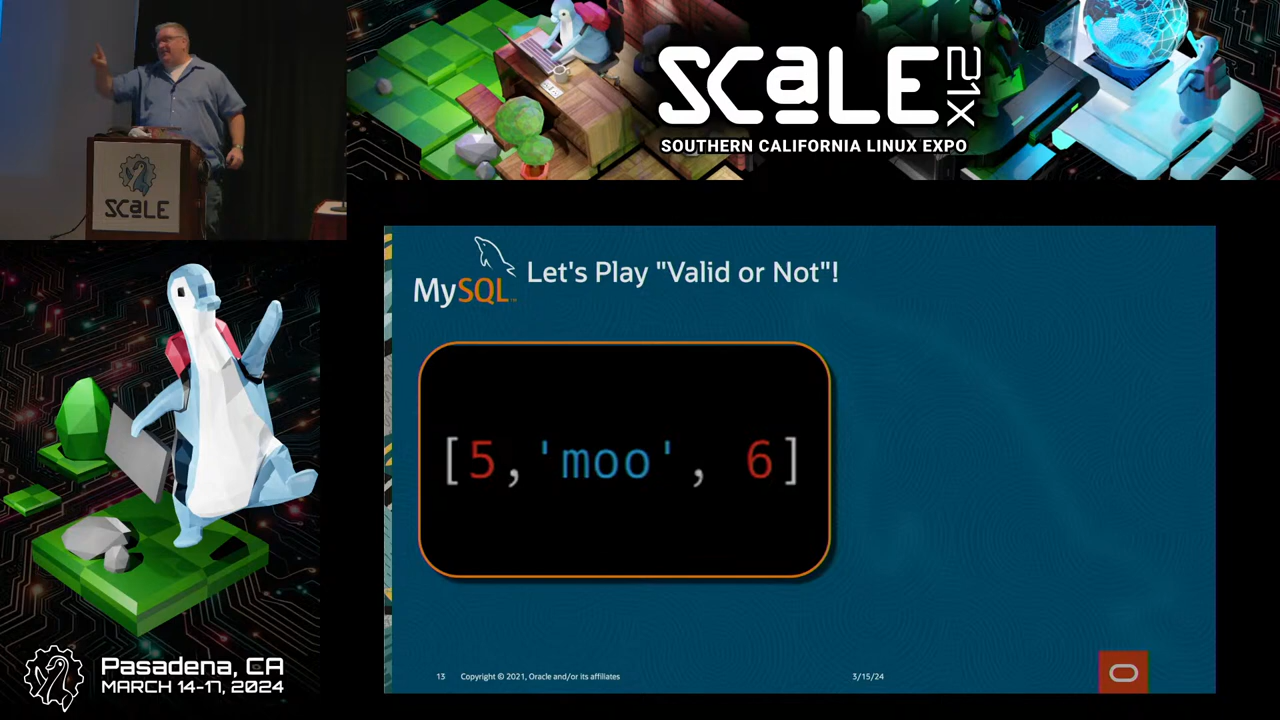 SCaLE
21X
SOUTHERN CALIFORNIA LINUX EXPO
SCaLE
MySQL
Let's Play "Valid or Not"!
[5,'moo', 6]
13 Copyright © 2021, Oracle and/or its affiliates 3/15/24
Pasadena, CA
MARCH 14-17, 2024